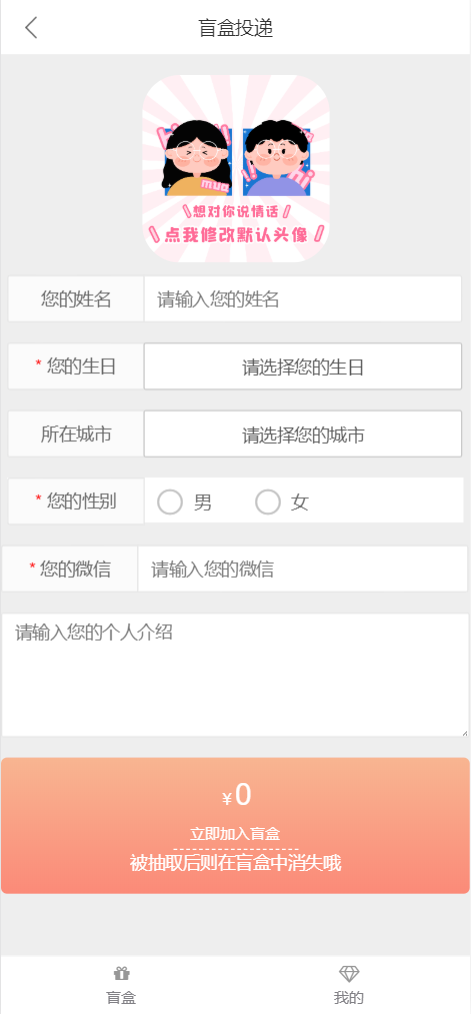 盲盒投递
想对你说情话
点我修改默认头像
mua
hi
您的姓名 请输入您的姓名
* 您的生日 请选择您的生日
所在城市 请选择您的城市
* 您的性别 男 女
* 您的微信 请输入您的微信
请输入您的个人介绍
¥0
立即加入盲盒
被抽取后则在盲盒中消失哦
盲盒 我的